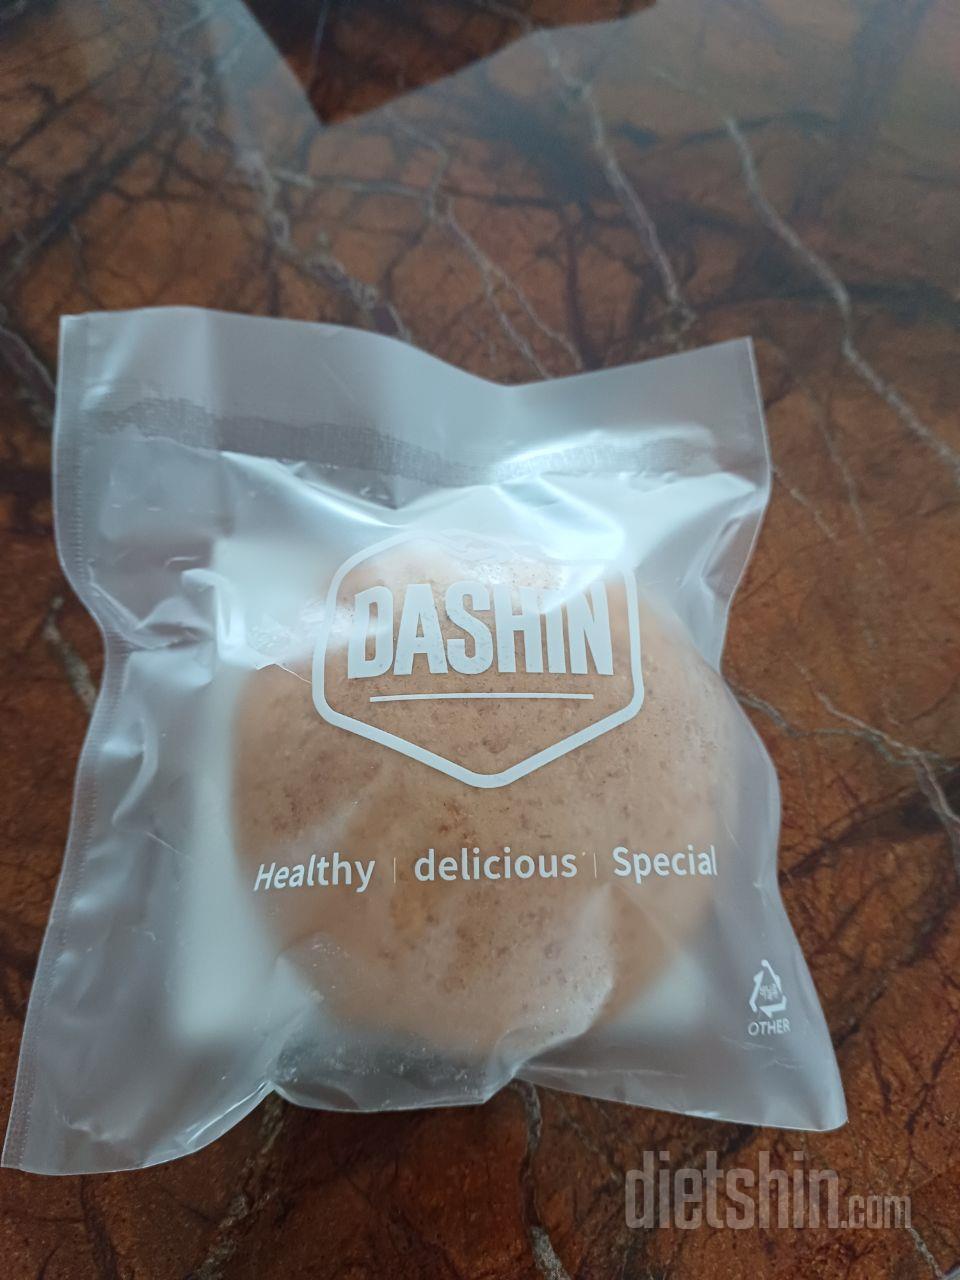 DASHIN
Healthy | delicious | Special
OTHER
dietshin.com